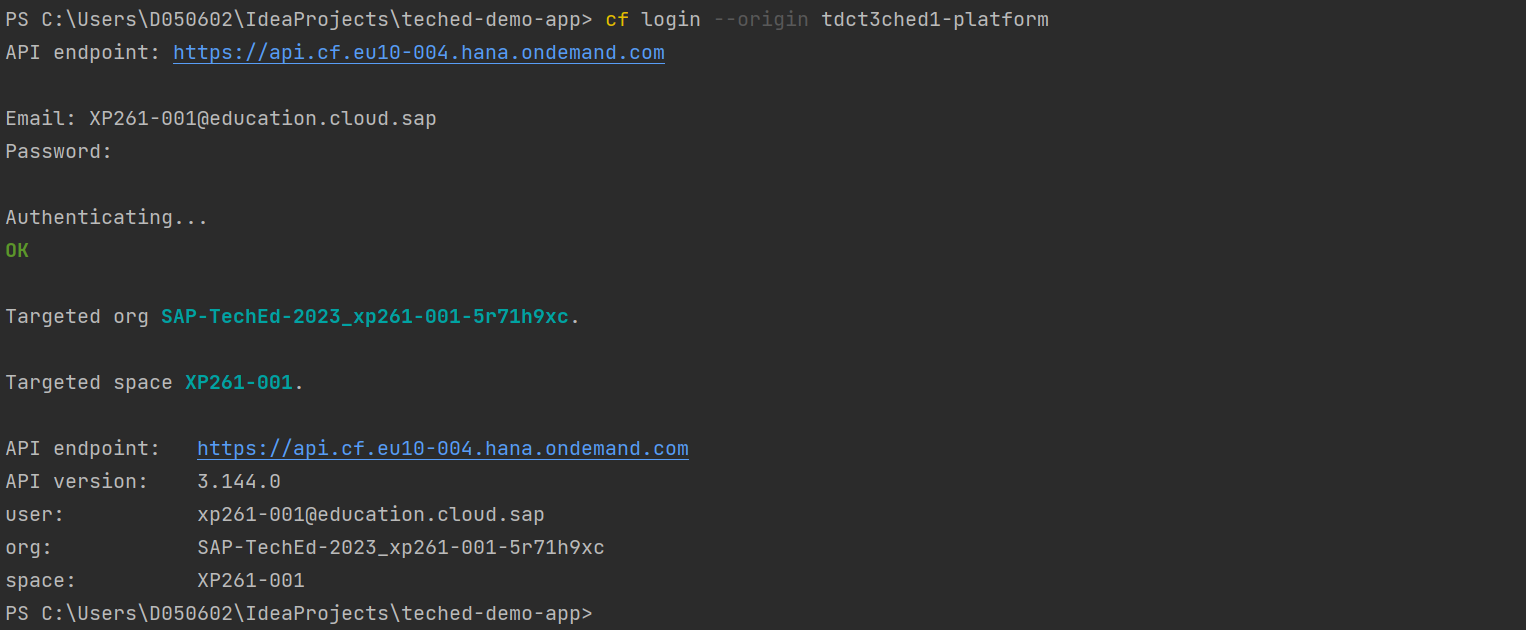 PS C:\Users\D050602\IdeaProjects\teched-demo-app> cf login --origin tdct3ched1-platform
API endpoint: https://api.cf.eu10-004.hana.ondemand.com
Email: XP261-001@education.cloud.sap
Password:
Authenticating...
OK
Targeted org SAP-TechEd-2023_xp261-001-5r71h9xc.
Targeted space XP261-001.
API endpoint:   https://api.cf.eu10-004.hana.ondemand.com
API version:    3.144.0
user:           xp261-001@education.cloud.sap
org:            SAP-TechEd-2023_xp261-001-5r71h9xc
space:          XP261-001
PS C:\Users\D050602\IdeaProjects\teched-demo-app>